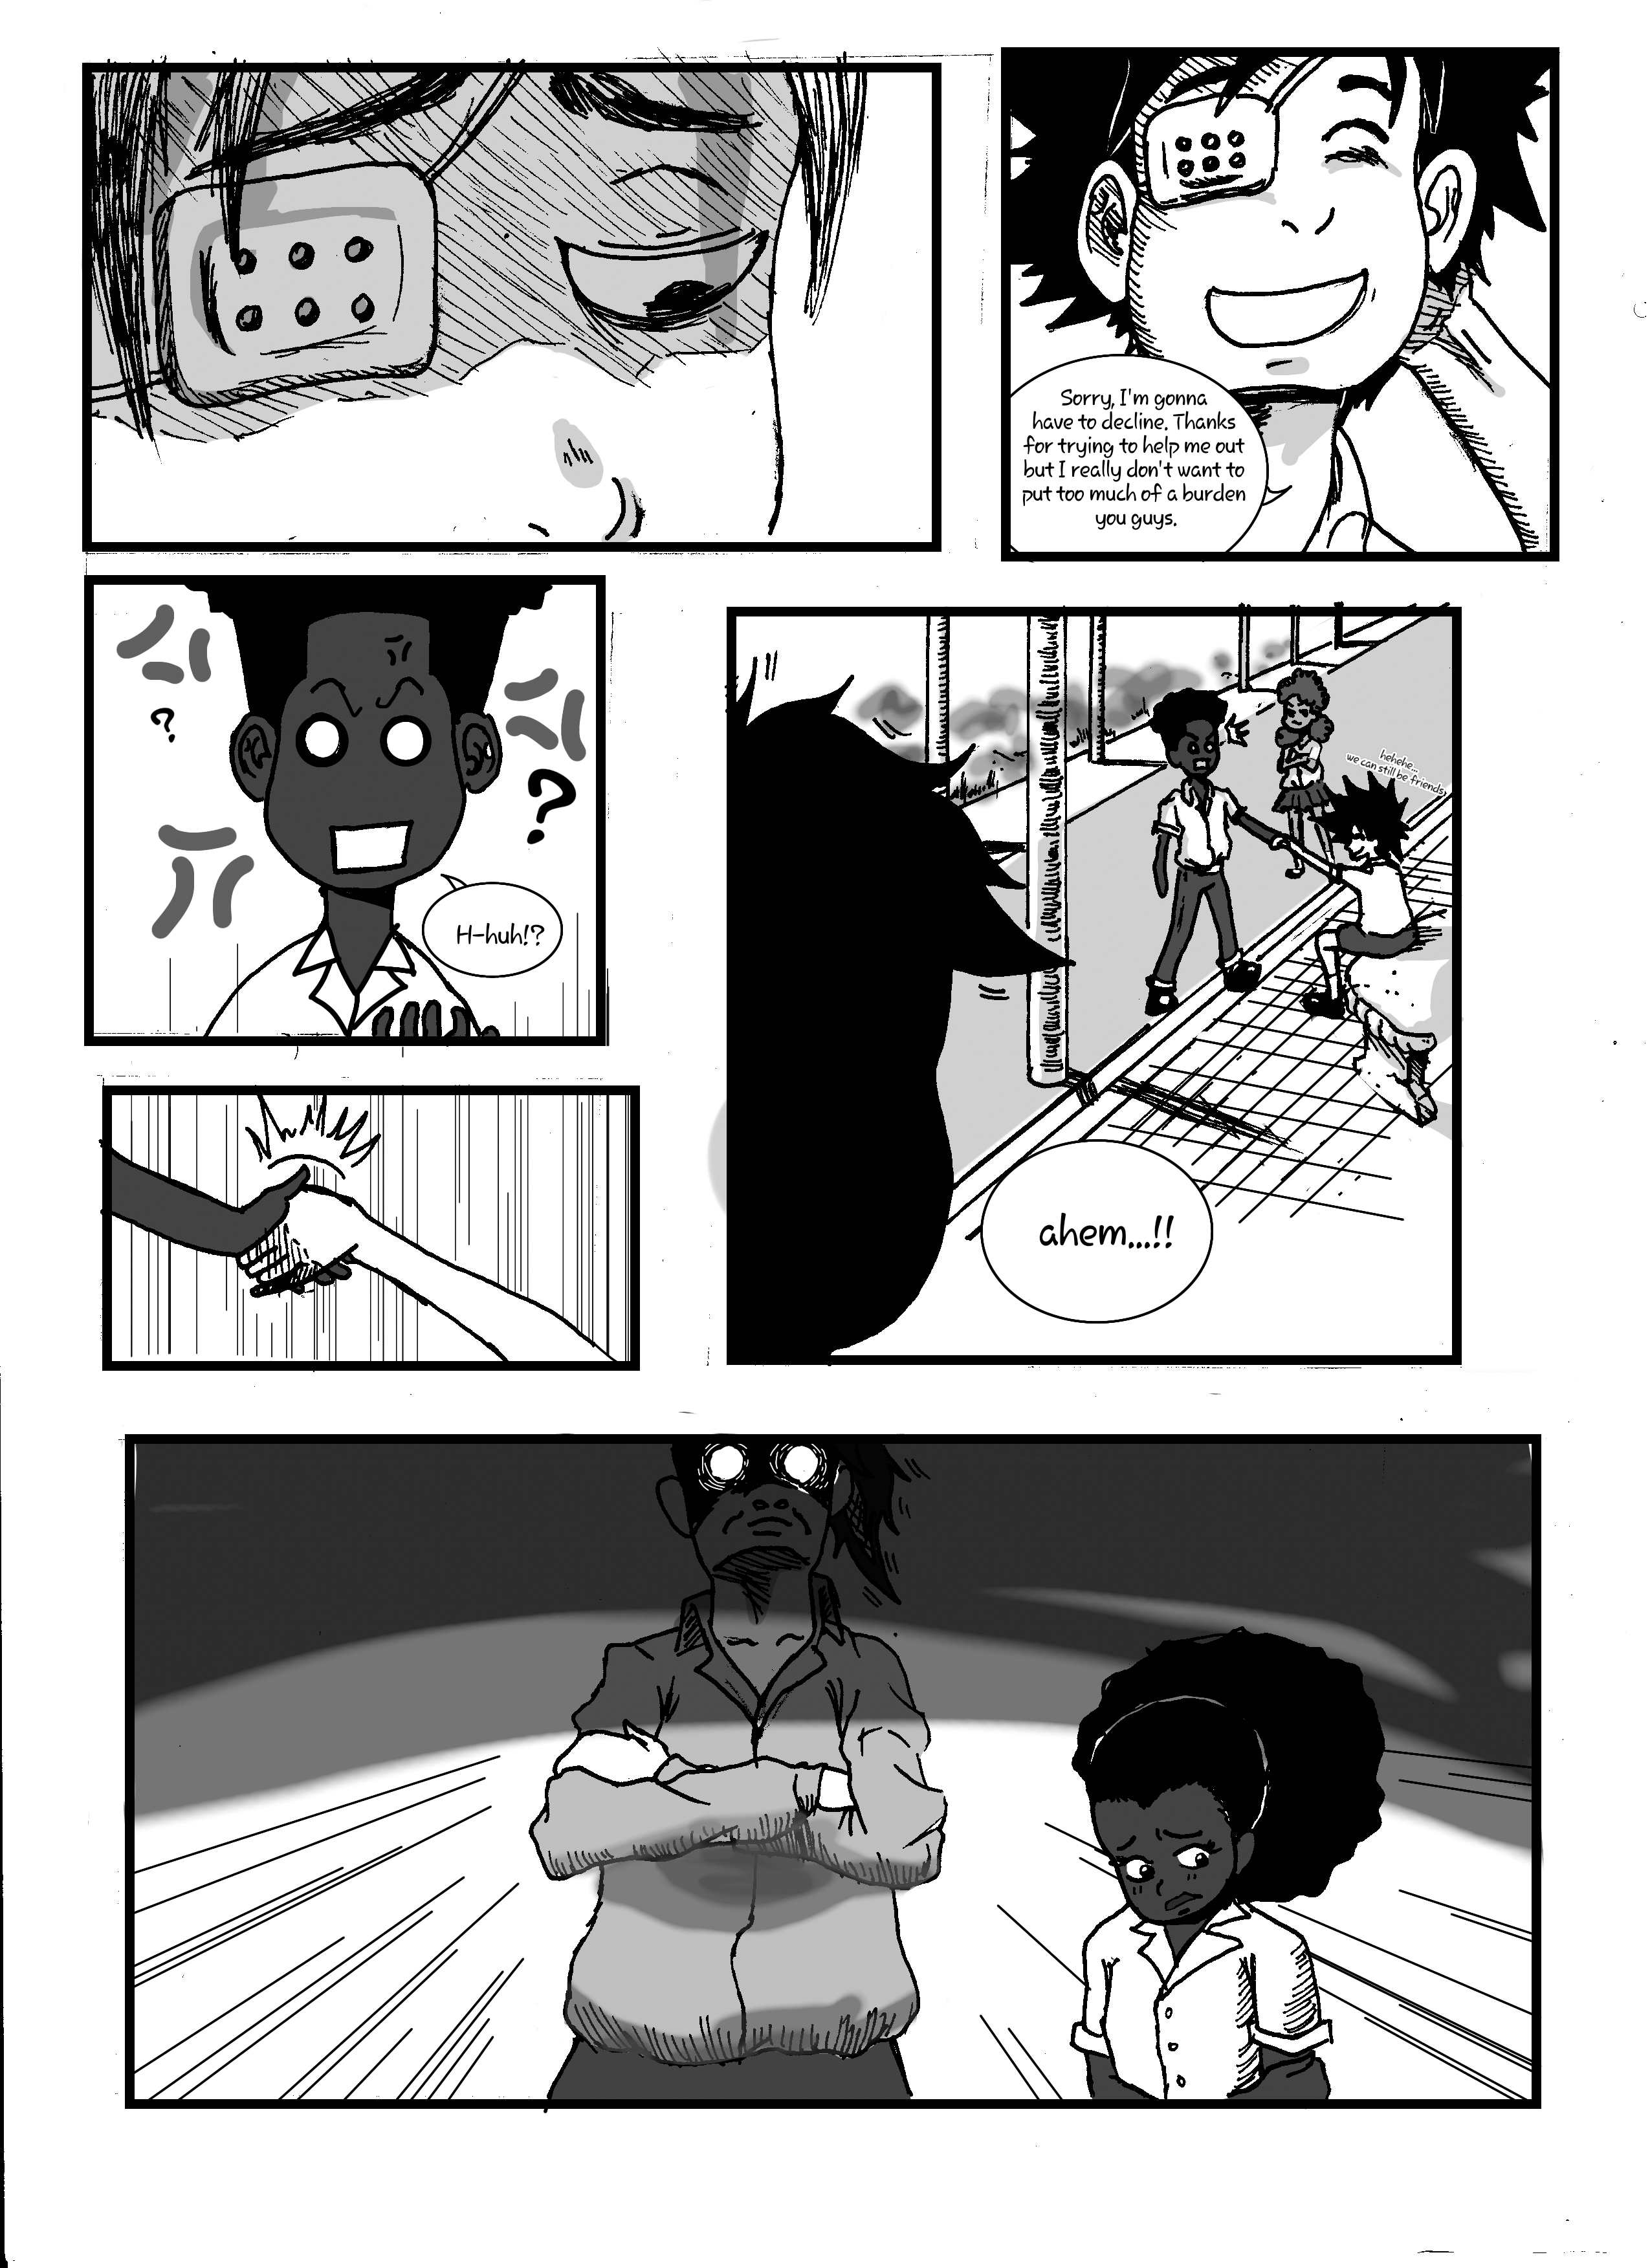 Sorry, I'm gonna
have to decline. Thanks
for trying to help me out
but I really don't want to
put too much of a burden
you guys.
?
?
H-huh!?
hehehe...
we can still be friends,
ahem...!!